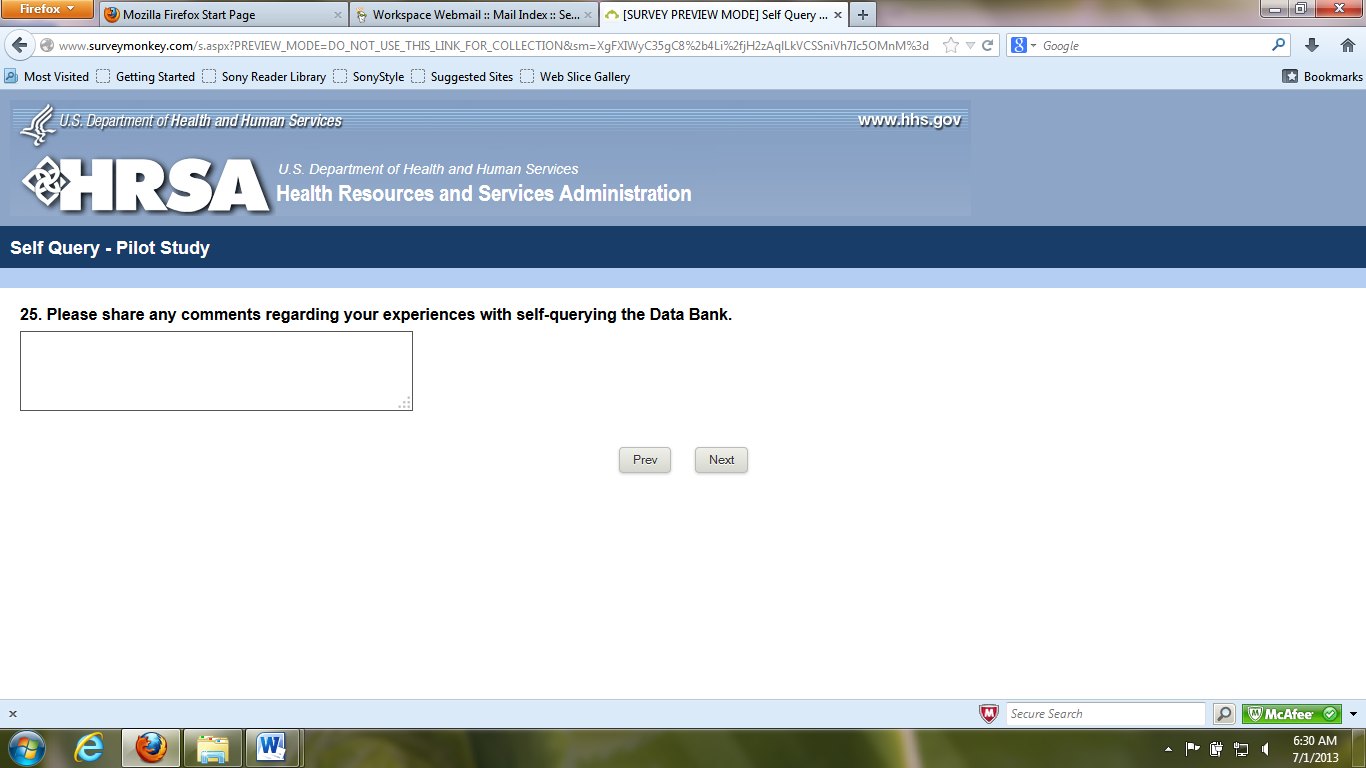 Firefox
Mozilla Firefox Start Page
Workspace Webmail :: Mail Index :: Se...
[SURVEY PREVIEW MODE] Self Query ...
www.surveymonkey.com/s.aspx?PREVIEW_MODE=DO_NOT_USE_THIS_LINK_FOR_COLLECTION&sm=XgFXIWyC35gC8%2b4Li%2fjH2zAqILkVCSSniVh7Ic5OMnM%3d
Google
Most Visited
Getting Started
Sony Reader Library
SonyStyle
Suggested Sites
Web Slice Gallery
Bookmarks
U.S. Department of Health and Human Services
www.hhs.gov
HRSA
U.S. Department of Health and Human Services
Health Resources and Services Administration
Self Query - Pilot Study
25. Please share any comments regarding your experiences with self-querying the Data Bank.
Prev
Next
Secure Search
McAfee
6:30 AM
7/1/2013